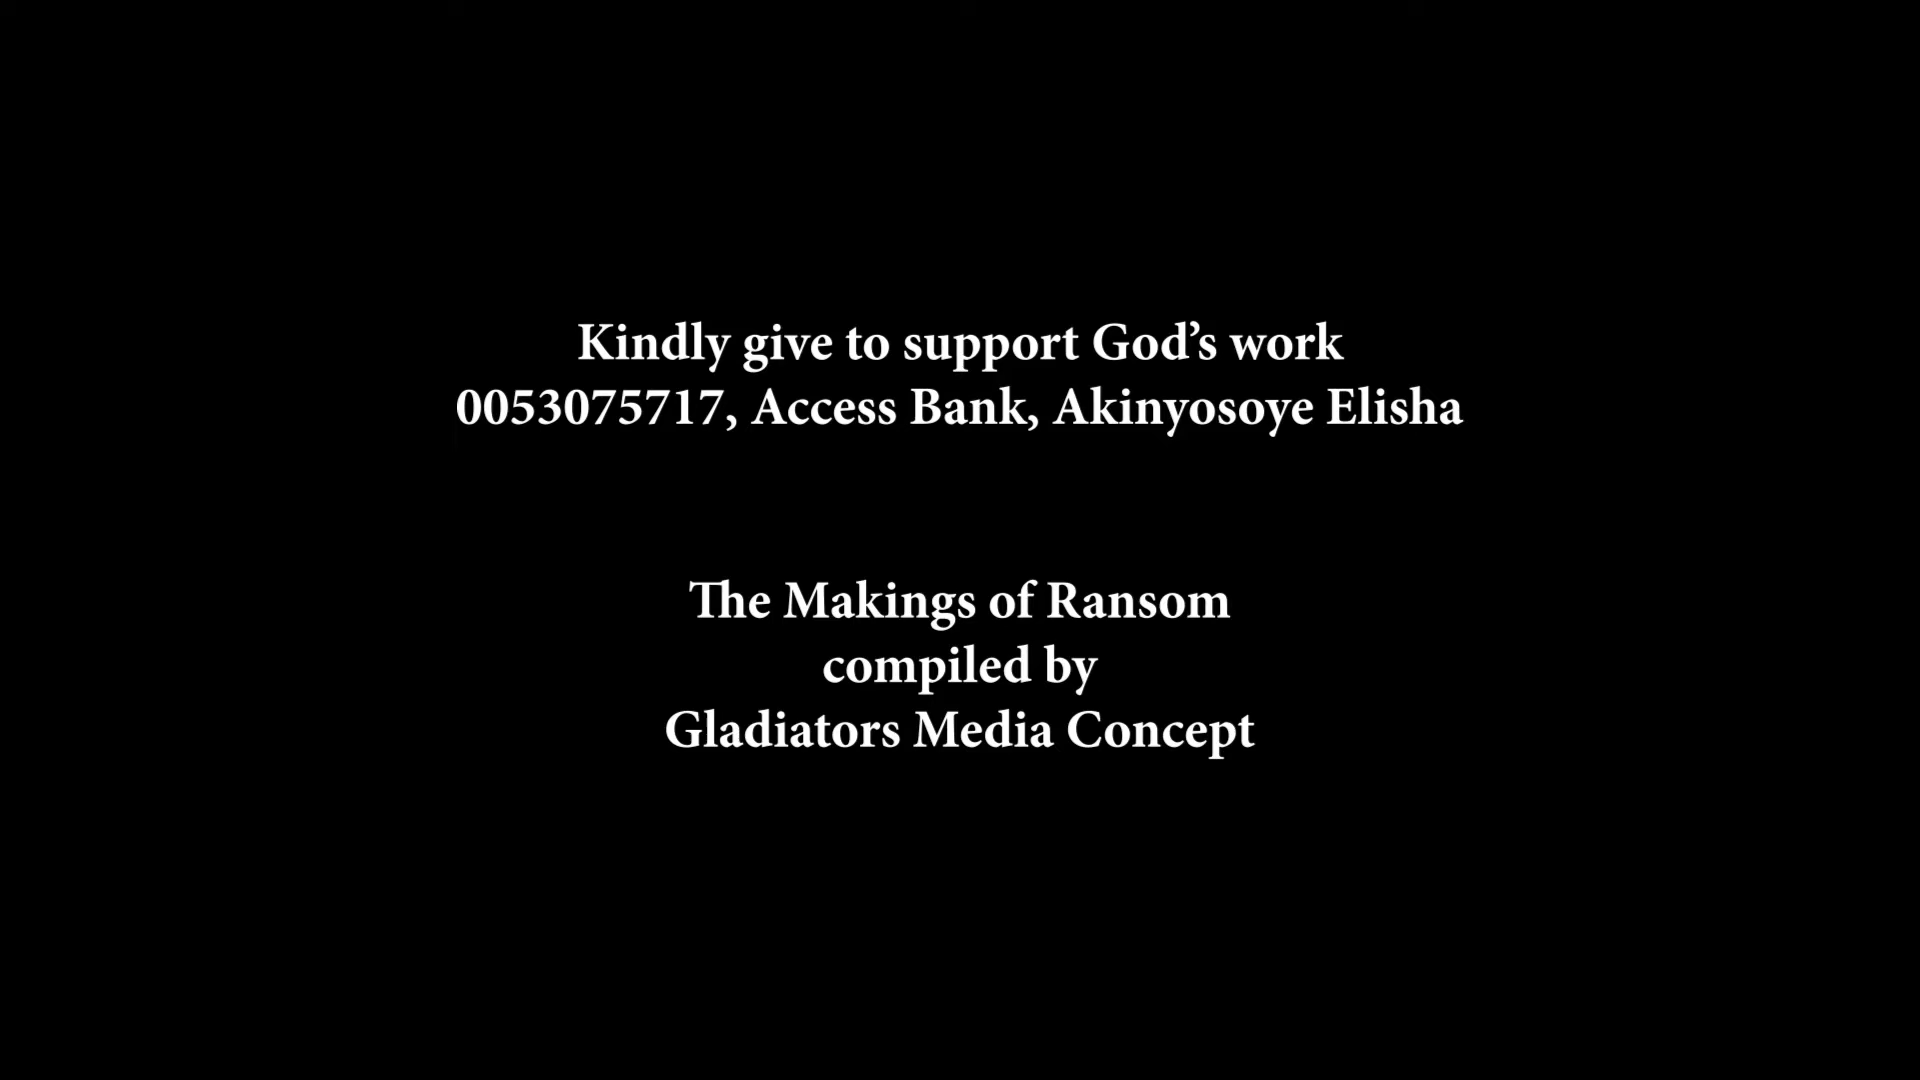 Kindly give to support God’s work
0053075717, Access Bank, Akinyosoye Elisha
The Makings of Ransom
compiled by
Gladiators Media Concept